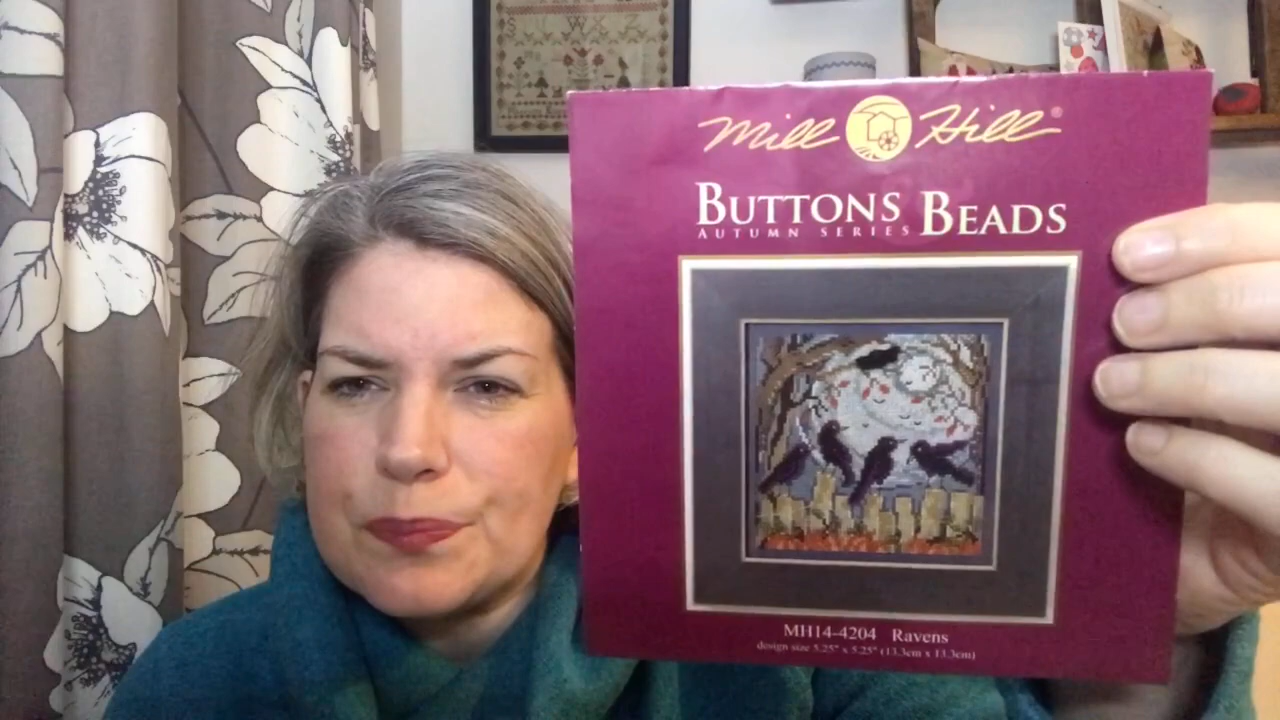 S W X Z
Mill Hill®
BUTTONS BEADS
AUTUMN SERIES
MH14-4204 Ravens
design size 5.25" x 5.25" (13.3cm x 13.3cm)